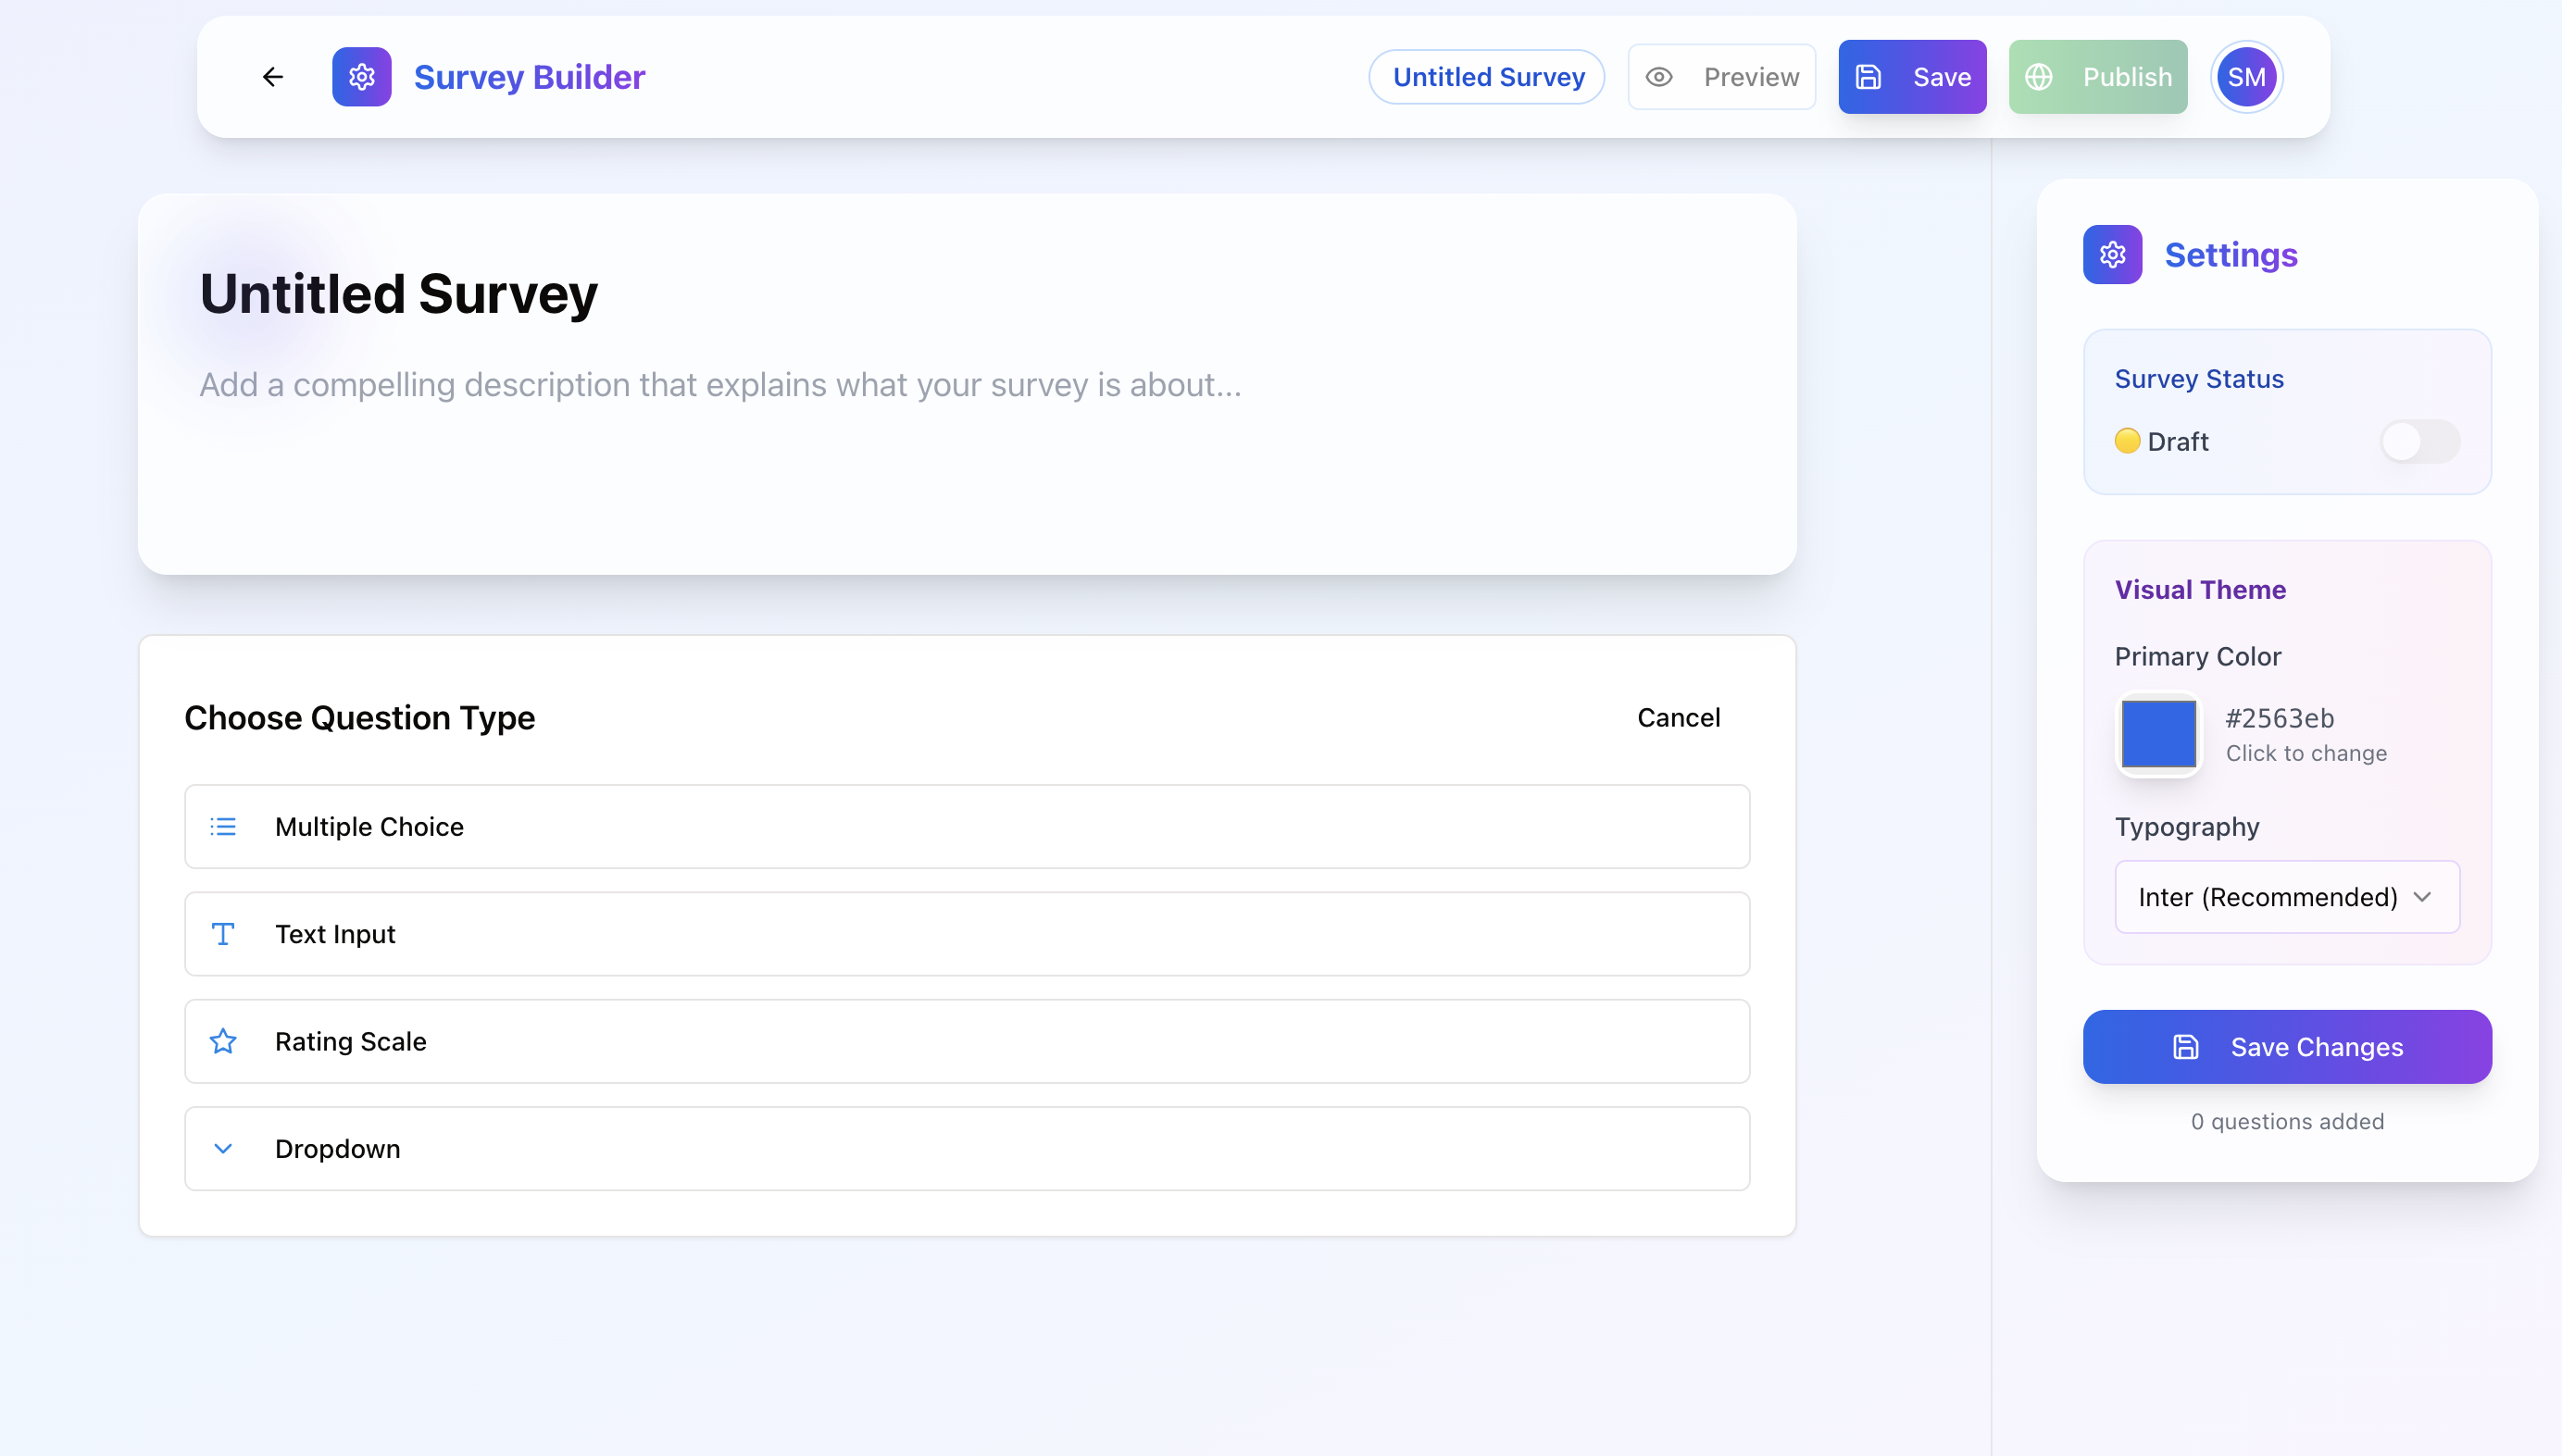 Survey Builder
Untitled Survey
Preview
Save
Publish
SM
Untitled Survey
Add a compelling description that explains what your survey is about...
Choose Question Type
Cancel
Multiple Choice
Text Input
Rating Scale
Dropdown
Settings
Survey Status
Draft
Visual Theme
Primary Color
#2563eb
Click to change
Typography
Inter (Recommended)
Save Changes
0 questions added